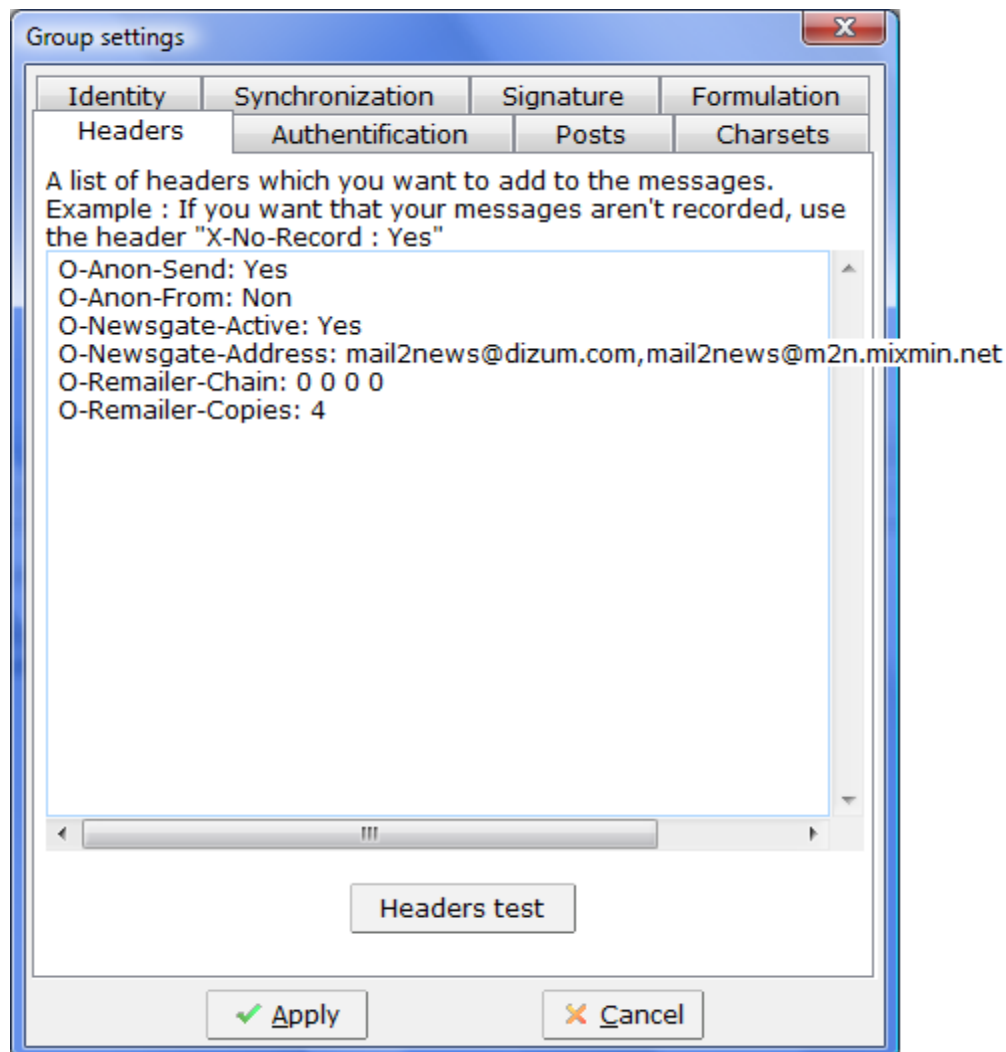 Group settings
Identity Synchronization Signature Formulation
Headers Authentification Posts Charsets
A list of headers which you want to add to the messages.
Example : If you want that your messages aren't recorded, use
the header "X-No-Record : Yes"
O-Anon-Send: Yes
O-Anon-From: Non
O-Newsgate-Active: Yes
O-Newsgate-Address: mail2news@dizum.com,mail2news@m2n.mixmin.net
O-Remailer-Chain: 0 0 0 0
O-Remailer-Copies: 4
Headers test
Apply Cancel